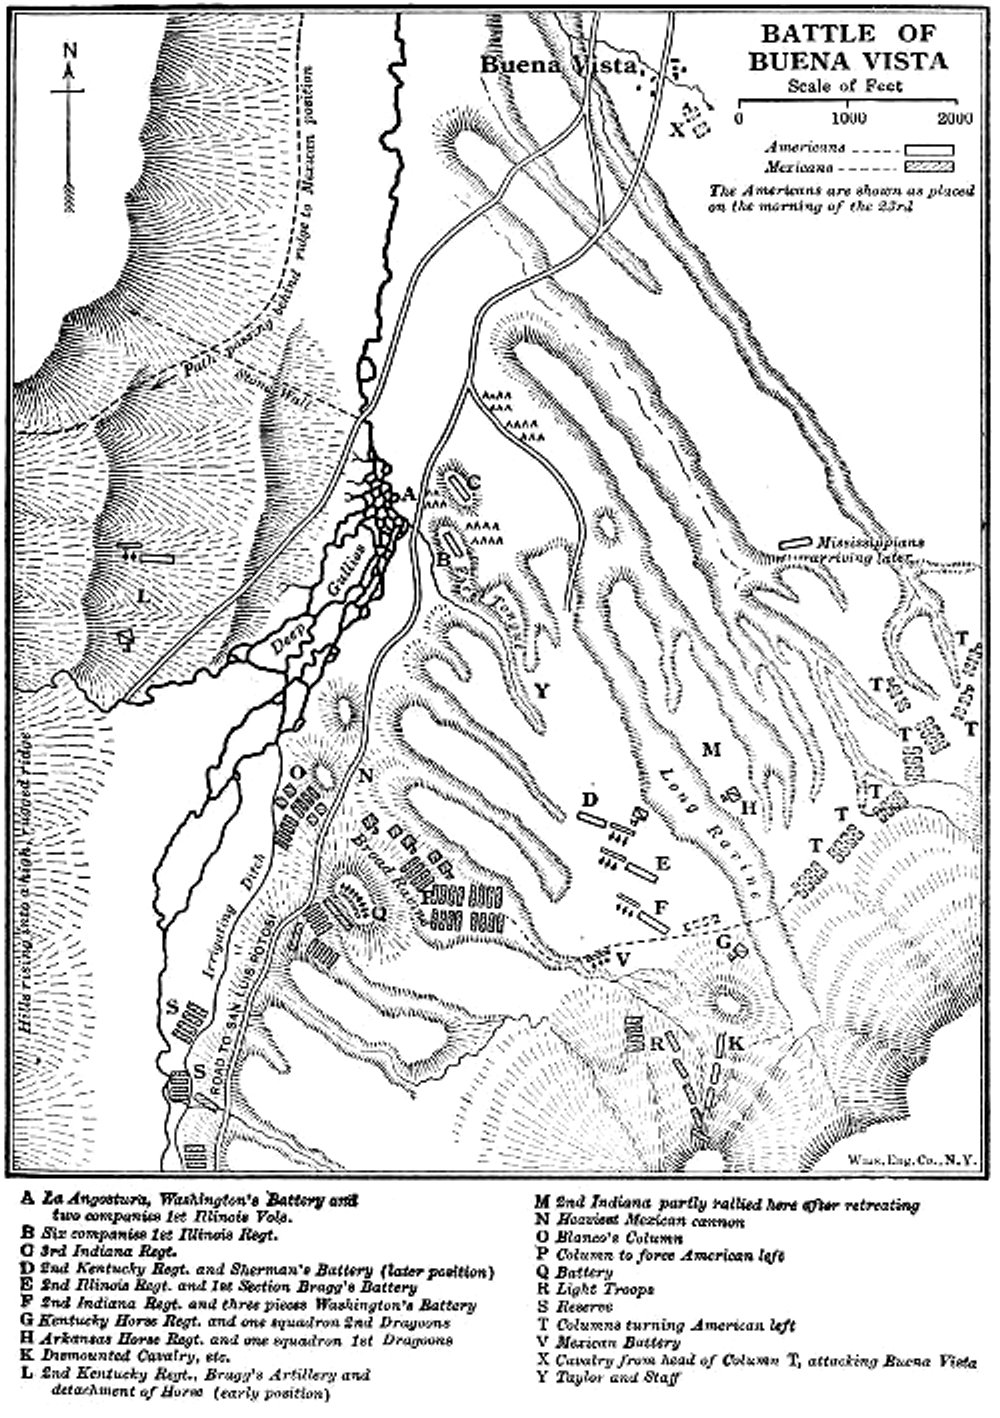 N
Buena Vista
BATTLE OF
BUENA VISTA
Scale of Feet
0 1000 2000
Americans
Mexicans
The Americans are shown as placed
on the morning of the 23rd
X
Path passing behind ridge to Mexican position
Stone Wall
A
C
B
Mississippians
arriving later
Deep Gullies
L
Y
T
T
T
T
T
T
T
M
H
Long Ravine
O
N
D
E
F
G
V
Broad Ravine
P
Q
Irrigating Ditch
ROAD TO SAN LUIS POTOSI
Hills rising into a high, rugged ridge
S
S
R
K
Wms. Eng. Co., N.Y.
A La Angostura, Washington's Battery and
two companies 1st Illinois Vols.
B Six companies 1st Illinois Regt.
C 3rd Indiana Regt.
D 2nd Kentucky Regt. and Sherman's Battery (later position)
E 2nd Illinois Regt. and 1st Section Bragg's Battery
F 2nd Indiana Regt. and three pieces Washington's Battery
G Kentucky Horse Regt. and one squadron 2nd Dragoons
H Arkansas Horse Regt. and one squadron 1st Dragoons
K Dismounted Cavalry, etc.
L 2nd Kentucky Regt., Bragg's Artillery and
detachment of Horse (early position)
M 2nd Indiana partly rallied here after retreating
N Heaviest Mexican cannon
O Blanco's Column
P Column to force American left
Q Battery
R Light Troops
S Reserve
T Columns turning American left
V Mexican Battery
X Cavalry from head of Column T, attacking Buena Vista
Y Taylor and Staff